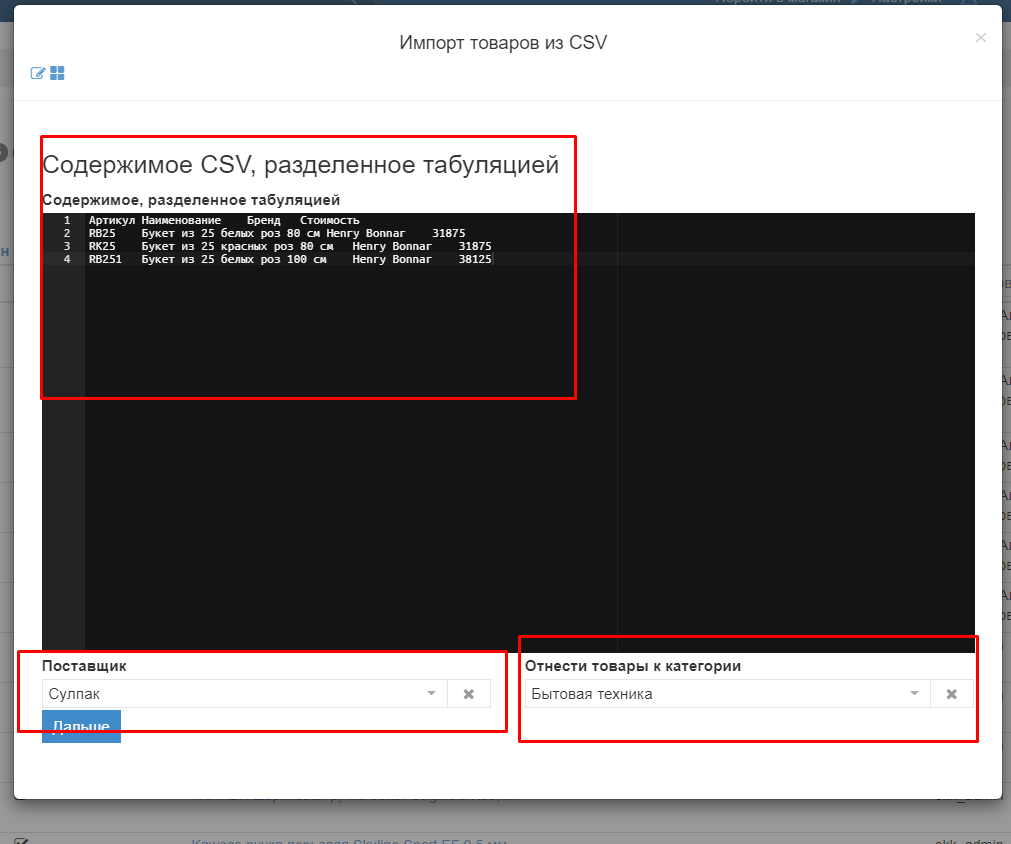 Перейти в магазин Настройки
Импорт товаров из CSV
×
Содержимое CSV, разделенное табуляцией
Содержимое, разделенное табуляцией
1 Артикул Наименование Бренд Стоимость
2 RB25 Букет из 25 белых роз 80 см Henry Bonnar 31875
3 RK25 Букет из 25 красных роз 80 см Henry Bonnar 31875
4 RB251 Букет из 25 белых роз 100 см Henry Bonnar 38125
Поставщик Отнести товары к категории
Сулпак Бытовая техника
Дальше